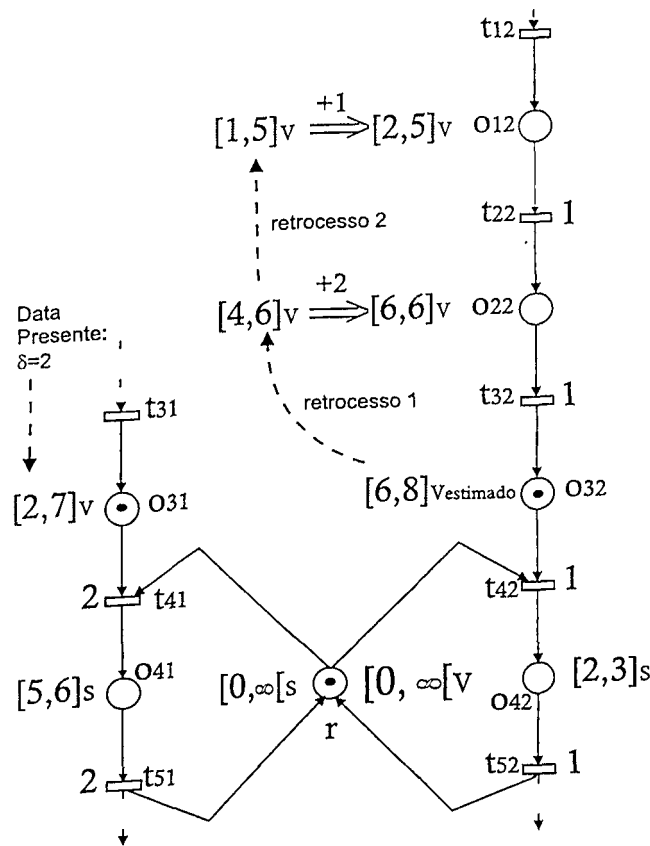 t12
+1
[1,5]v ⟹ [2,5]v O12
retrocesso 2
t22 1
+2
[4,6]v ⟹ [6,6]v O22
Data
Presente:
δ=2
retrocesso 1
t32 1
t31
[6,8]Vestimado O32
[2,7]v O31
2 t41
t42 1
O41
[5,6]s
[0,∞[s [0, ∞[v
[2,3]s
O42
r
2 t51
t52 1